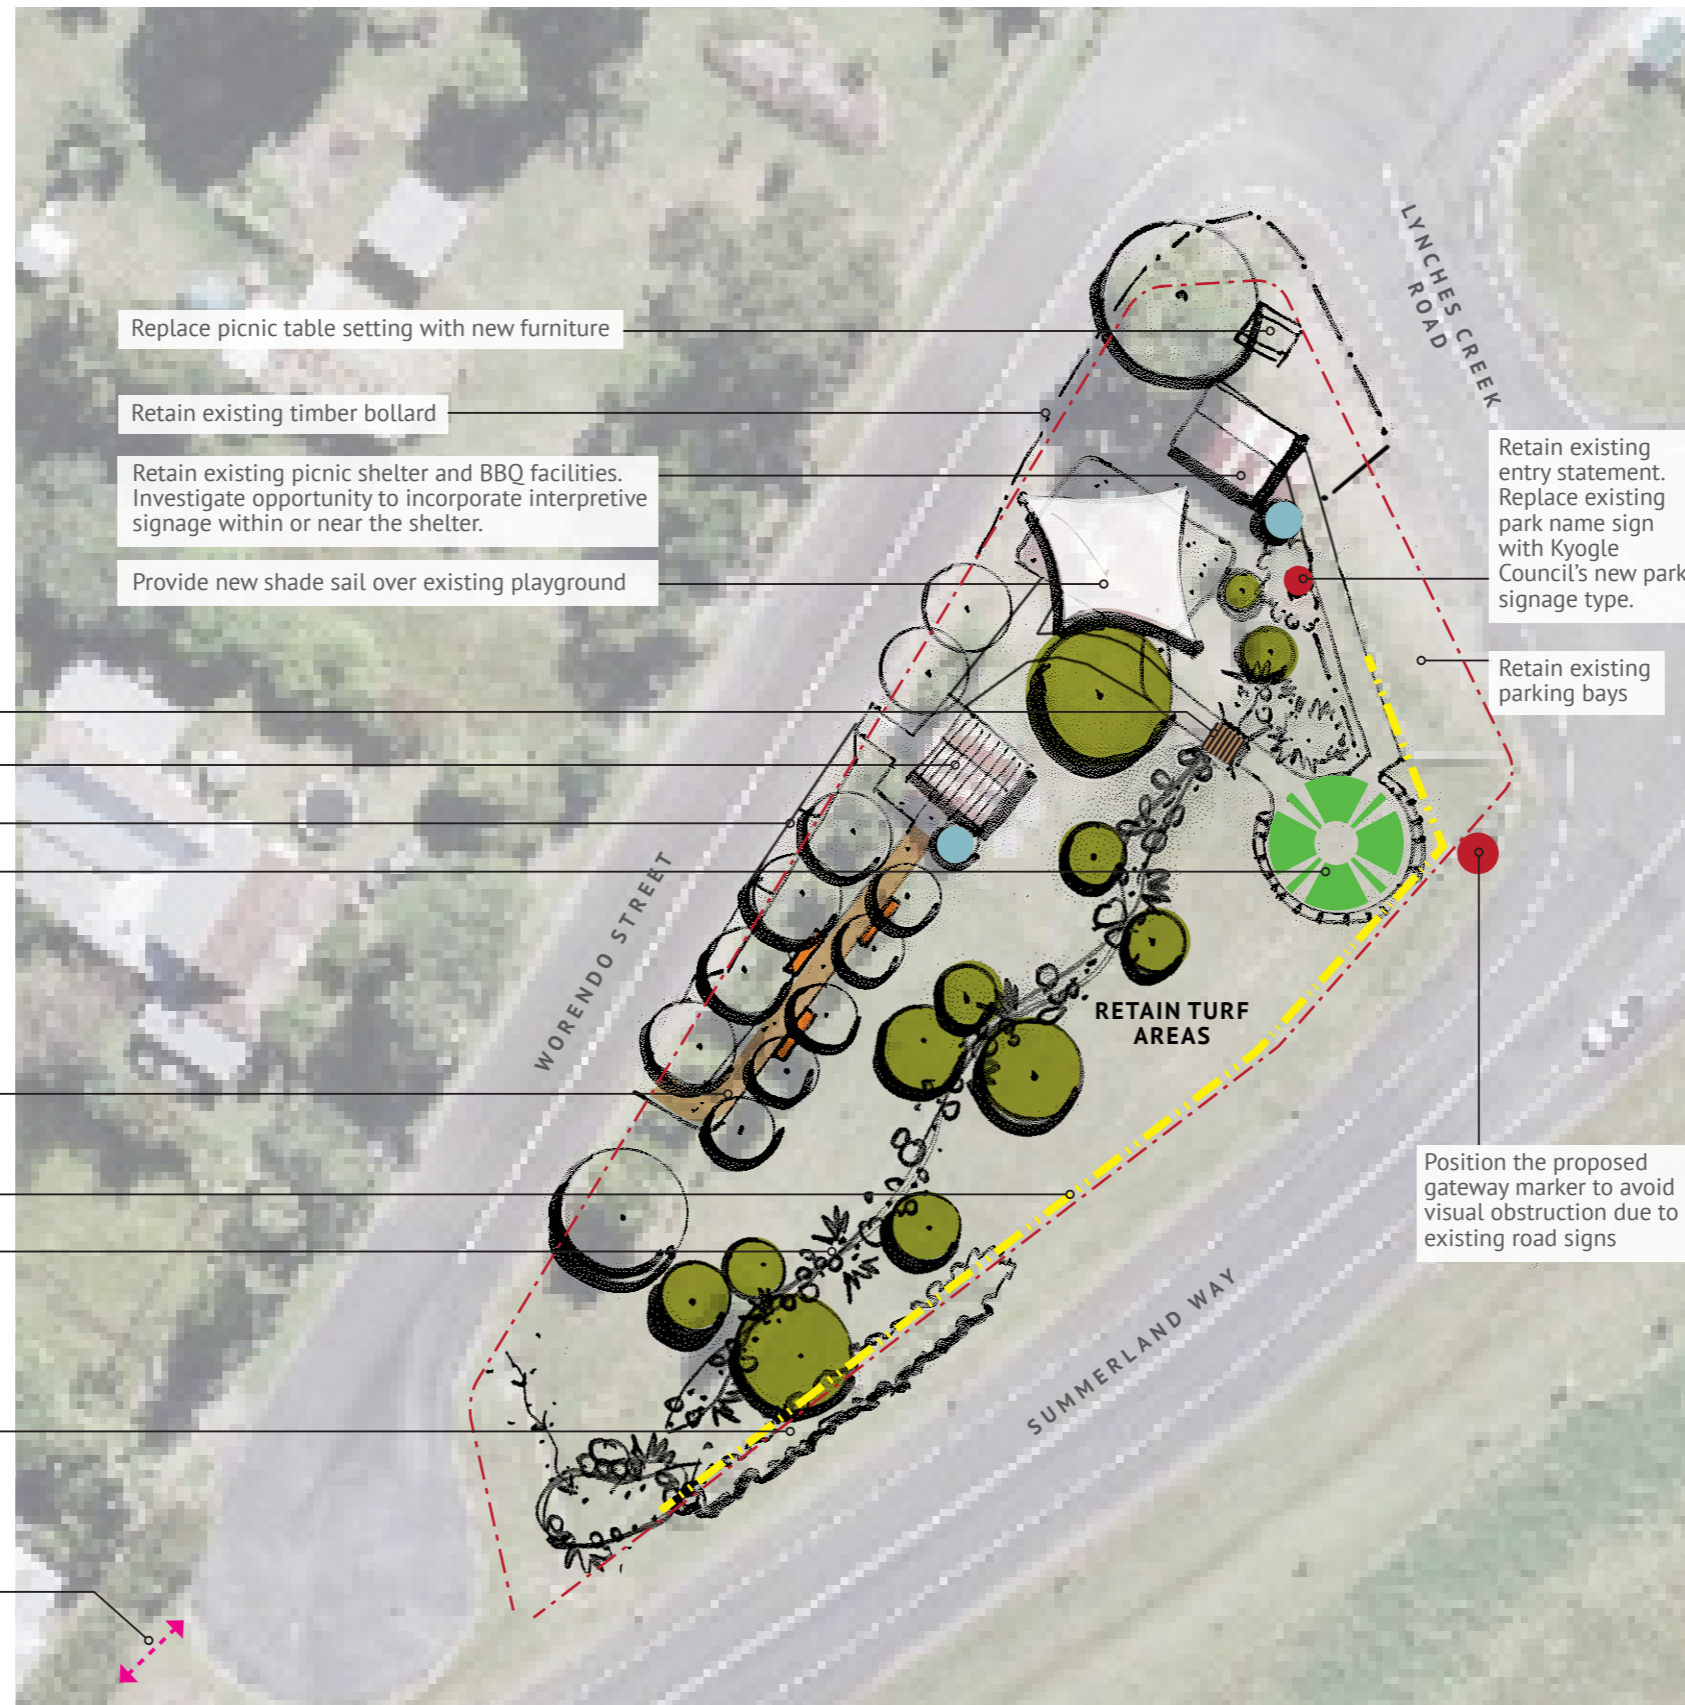 Replace picnic table setting with new furniture
Retain existing timber bollard
Retain existing picnic shelter and BBQ facilities.
Investigate opportunity to incorporate interpretive
signage within or near the shelter.
Provide new shade sail over existing playground
LYNCHES CREEK
ROAD
Retain existing
entry statement.
Replace existing
park name sign
with Kyogle
Council's new park
signage type.
Retain existing
parking bays
WORENDO STREET
RETAIN TURF
AREAS
Position the proposed
gateway marker to avoid
visual obstruction due to
existing road signs
SUMMERLAND WAY